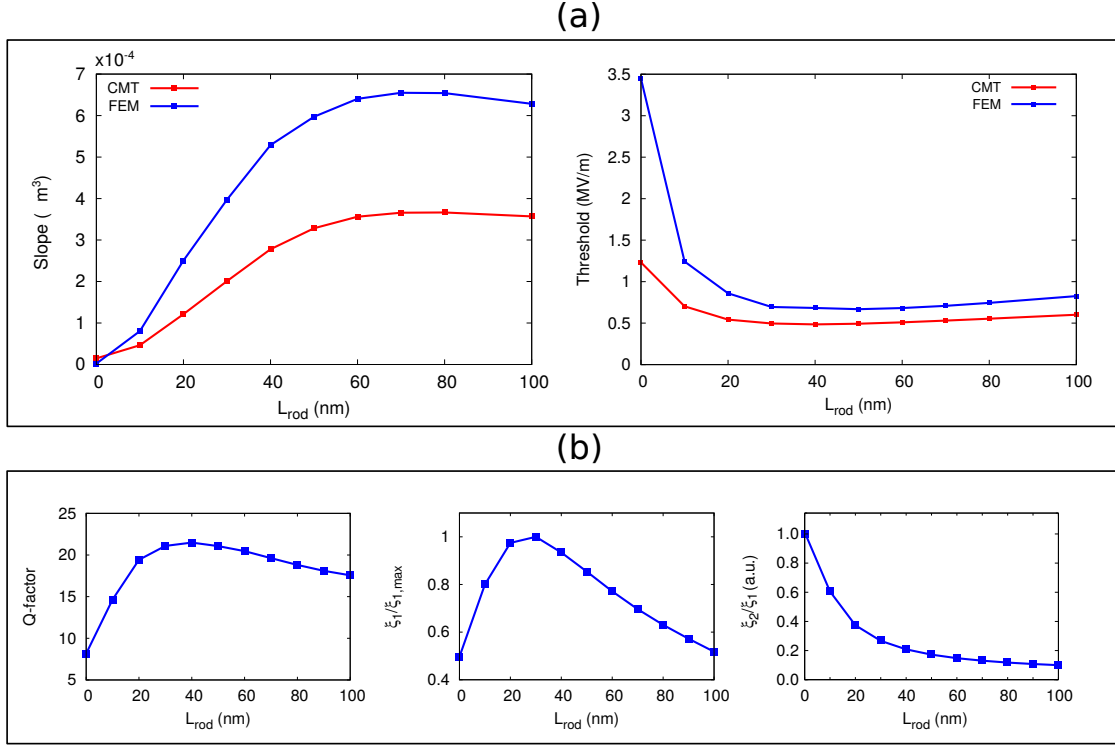 (a)
x10-4
7
6
5
4
3
2
1
0
Slope ( m3)
CMT
FEM
0 20 40 60 80 100
Lrod (nm)
3.5
3
2.5
2
1.5
1
0.5
0
Threshold (MV/m)
CMT
FEM
0 20 40 60 80 100
Lrod (nm)
(b)
25
20
15
10
5
Q-factor
0 20 40 60 80 100
Lrod (nm)
1
0.8
0.6
0.4
ξ1/ξ1,max
0 20 40 60 80 100
Lrod (nm)
1.0
0.8
0.6
0.4
0.2
0.0
ξ2/ξ1 (a.u.)
0 20 40 60 80 100
Lrod (nm)